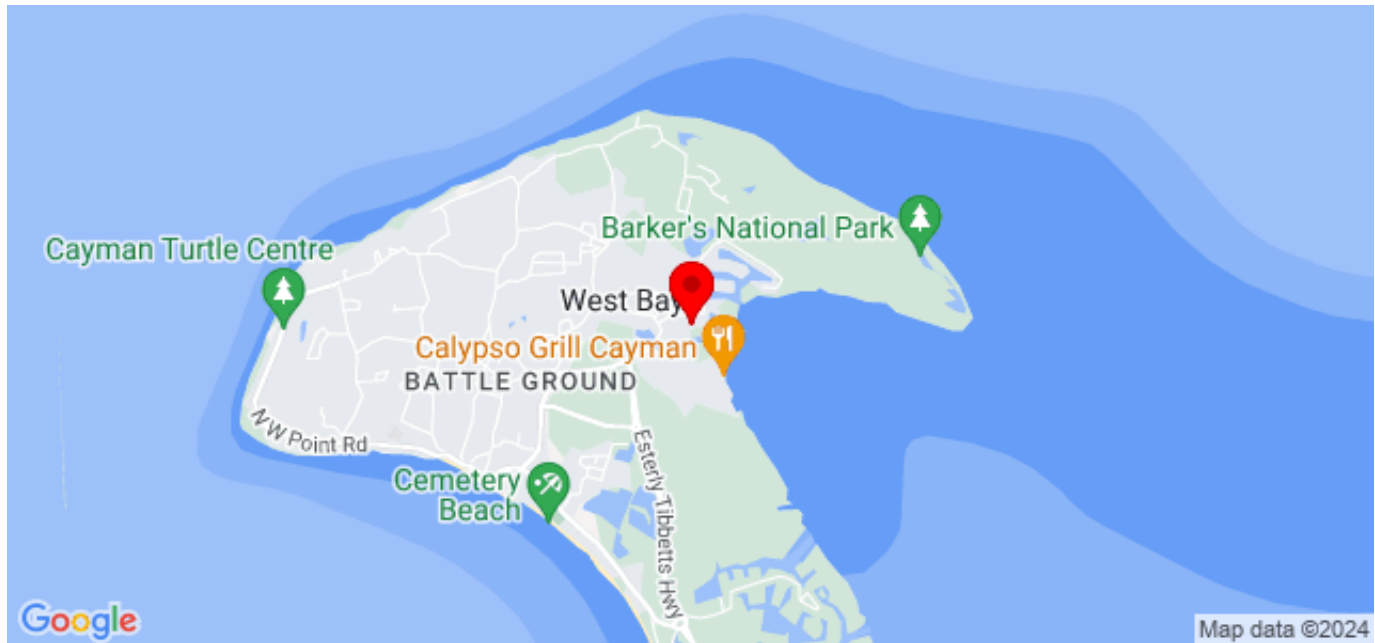 Barker's National Park
Cayman Turtle Centre
West Bay
Calypso Grill Cayman
BATTLE GROUND
NW Point Rd
Esterly Tibbetts Hwy
Cemetery
Beach
Google
Map data ©2024